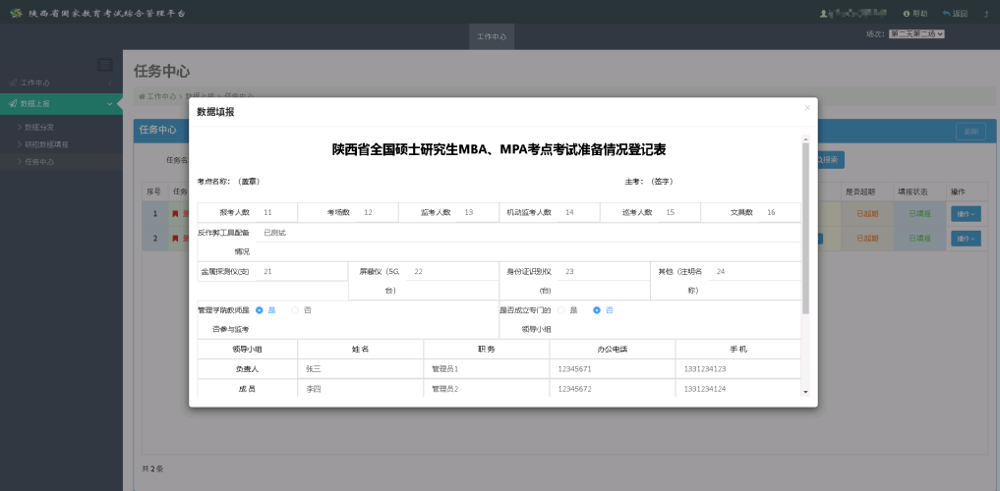 陕西省国家教育考试综合管理平台
帮助 返回
工作中心 场次: 第二天第二场
工作中心
数据上报
数据分发
研招数据填报
任务中心
任务中心
工作中心 > 数据上报 > 任务中心
任务中心
任务名
搜索
序号 任务 是否超期 填报状态 操作
1 已超期 已填报 操作
2 已超期 已填报 操作
共 2 条
数据填报 ×
陕西省全国硕士研究生MBA、MPA考点考试准备情况登记表
考点名称：（盖章） 主考：（签字）
报考人数 11 考场数 12 监考人数 13 机动监考人数 14 巡考人数 15 文具数 16
反作弊工具配备情况 已测试
金属探测仪(支) 21 屏蔽仪（5G,台） 22 身份证识别仪(台) 23 其他（注明名称） 24
管理学院教师是否参与监考 是 否 是否成立专门的领导小组 是 否
领导小组 姓 名 职 务 办公电话 手 机
负责人 张三 管理员1 12345671 1331234123
成 员 李四 管理员2 12345672 1331234124